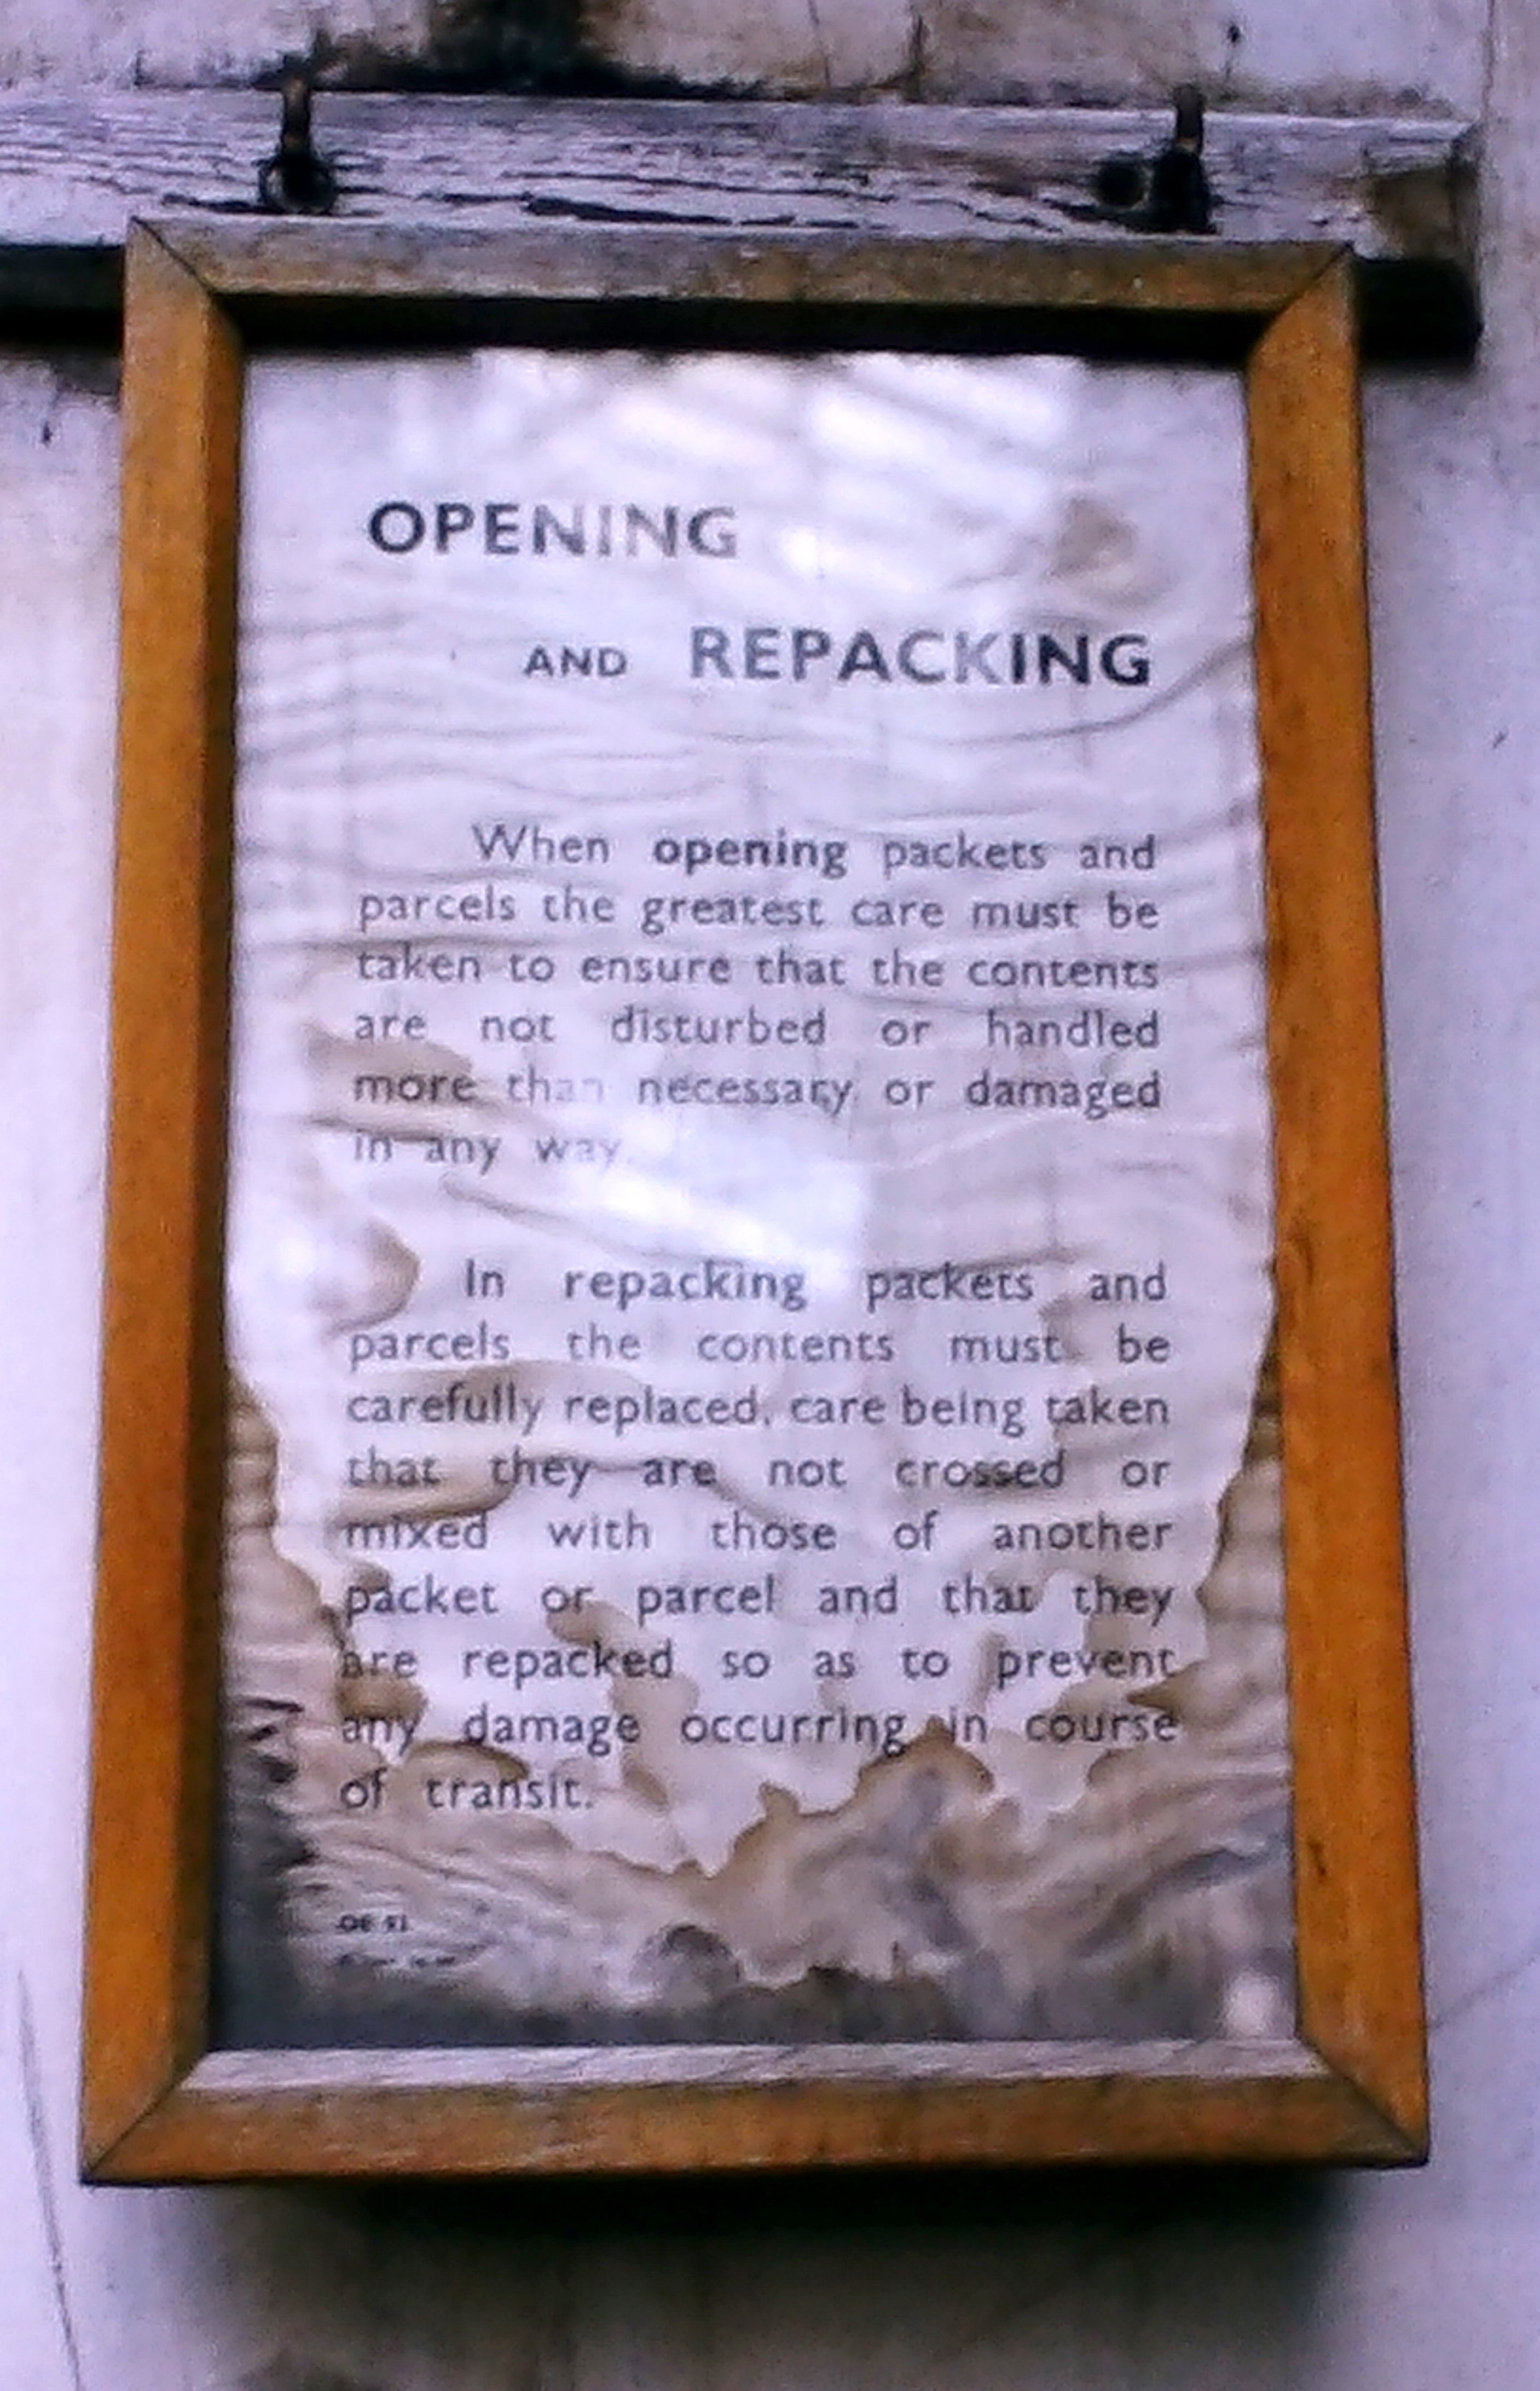 OPENING
AND REPACKING
When opening packets and
parcels the greatest care must be
taken to ensure that the contents
are not disturbed or handled
more than necessary or damaged
in any way.
In repacking packets and
parcels the contents must be
carefully replaced, care being taken
that they are not crossed or
mixed with those of another
packet or parcel and that they
are repacked so as to prevent
any damage occurring in course
of transit.